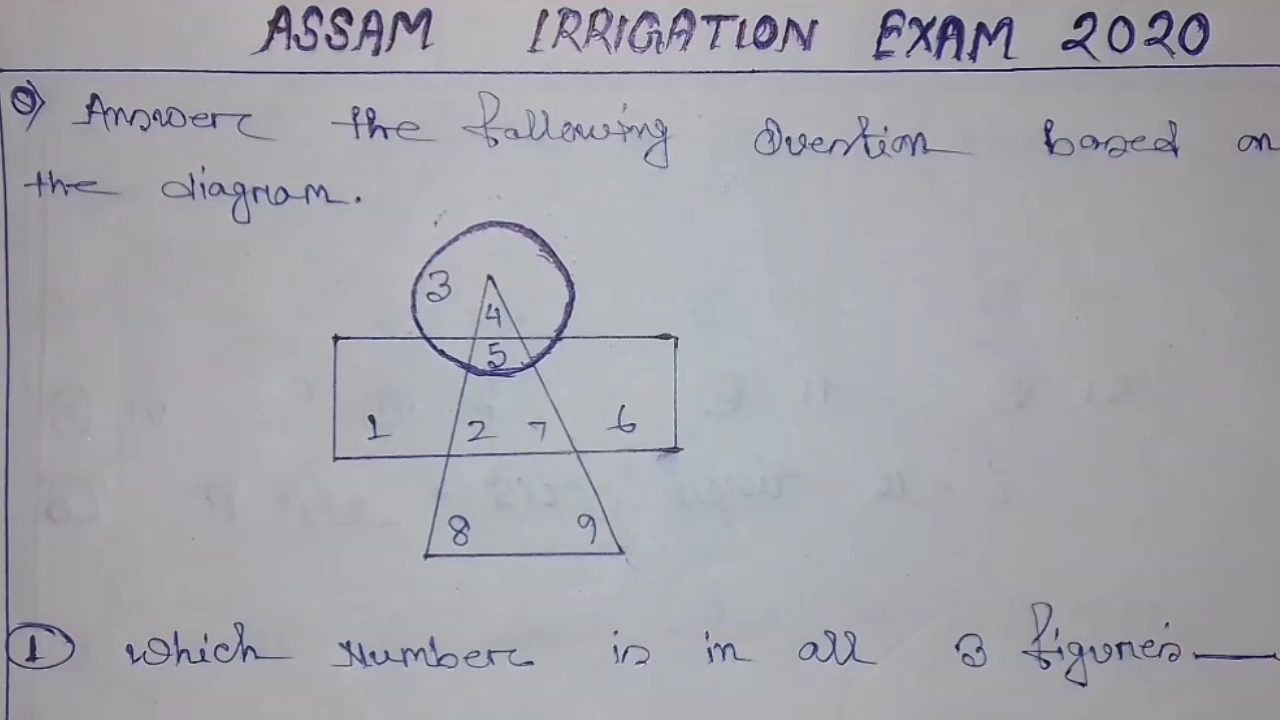 ASSAM IRRIGATION EXAM 2020
Q) Answer the following Question based on
the diagram.
3
4
5
1 2 7 6
8 9
1 which Number is in all 3 figures